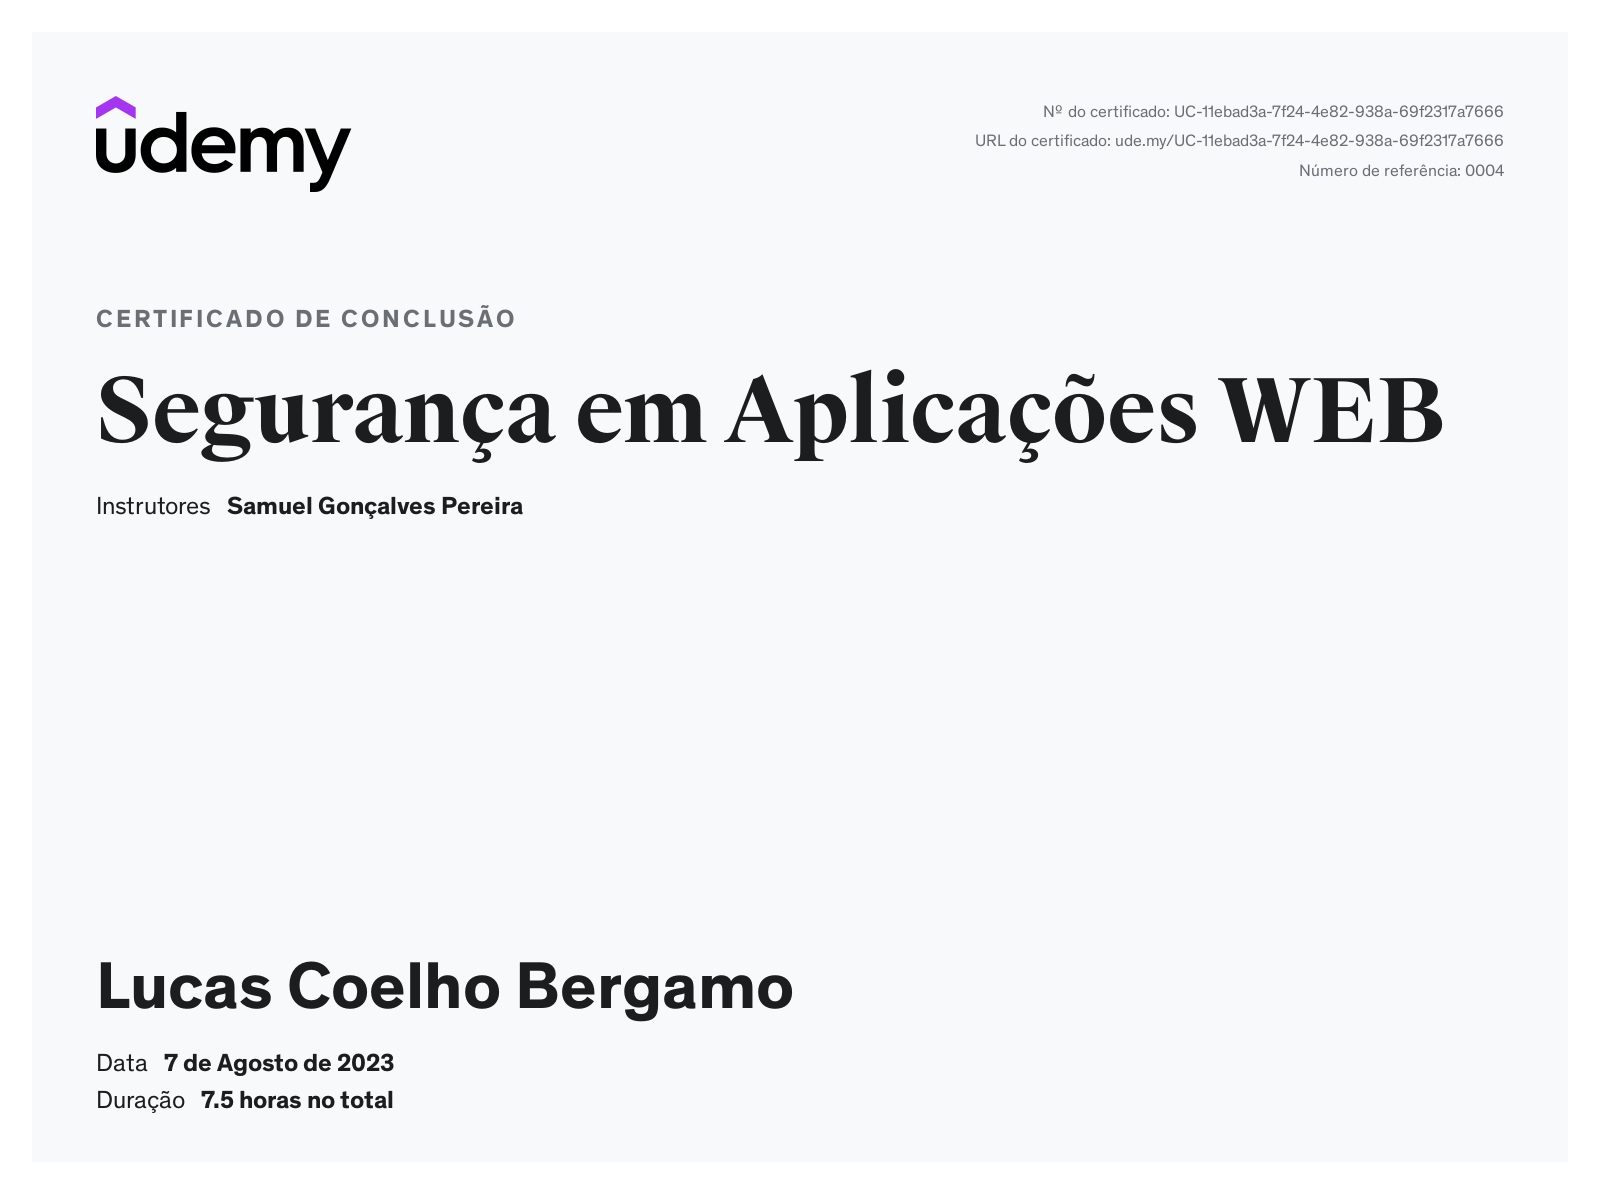 udemy
Nº do certificado: UC-11ebad3a-7f24-4e82-938a-69f2317a7666
URL do certificado: ude.my/UC-11ebad3a-7f24-4e82-938a-69f2317a7666
Número de referência: 0004
CERTIFICADO DE CONCLUSÃO
Segurança em Aplicações WEB
Instrutores Samuel Gonçalves Pereira
Lucas Coelho Bergamo
Data 7 de Agosto de 2023
Duração 7.5 horas no total